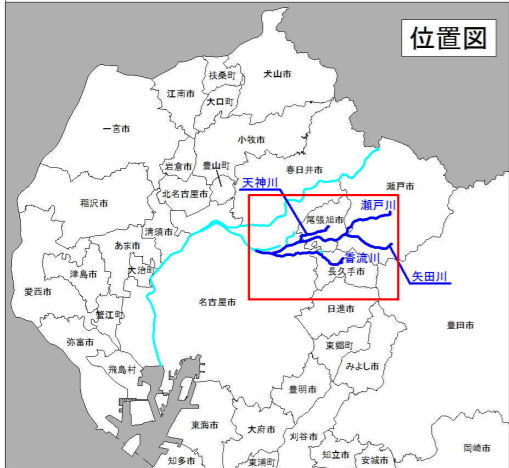 位置図
扶桑町
犬山市
江南市
大口町
一宮市
小牧市
岩倉市
豊山町
春日井市
北名古屋市
天神川
瀬戸市
稲沢市
瀬戸川
尾張旭市
清須市
あま市
香流川
津島市
大治町
長久手市
矢田川
愛西市
名古屋市
蟹江町
日進市
豊田市
弥富市
東郷町
飛島村
みよし市
豊明市
東海市
大府市
刈谷市
岡崎市
知立市
知多市
東浦町
安城市